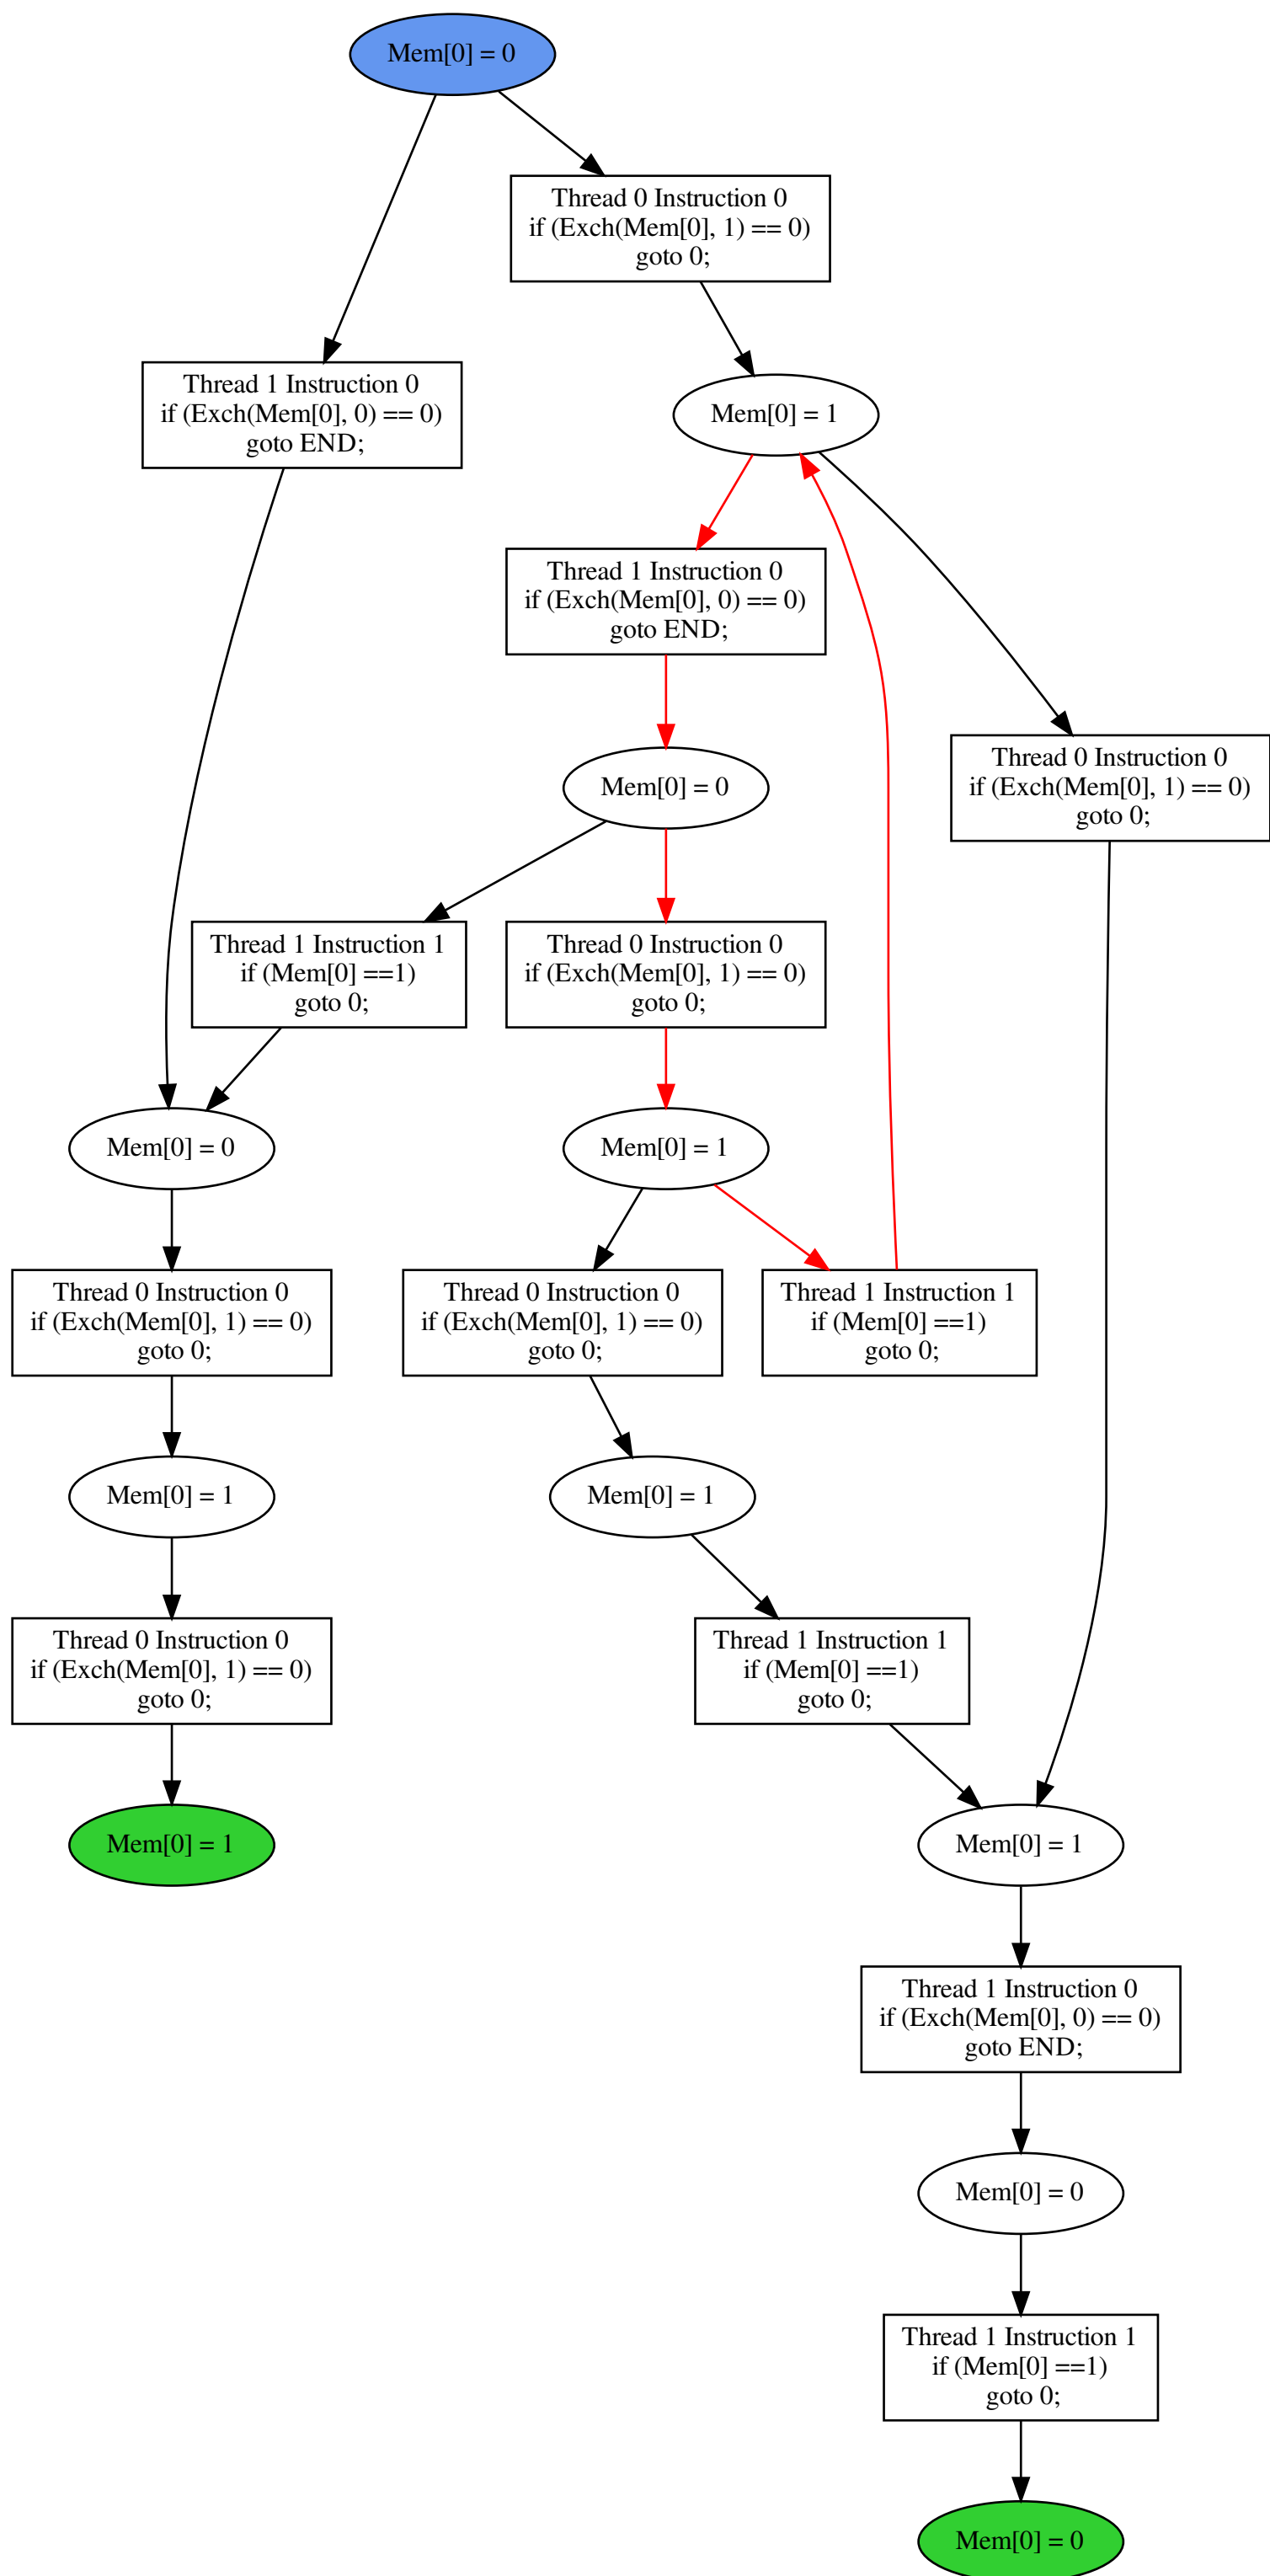 Mem[0] = 0
Thread 0 Instruction 0
if (Exch(Mem[0], 1) == 0)
goto 0;
Thread 1 Instruction 0
if (Exch(Mem[0], 0) == 0)
goto END;
Mem[0] = 1
Thread 1 Instruction 0
if (Exch(Mem[0], 0) == 0)
goto END;
Mem[0] = 0
Thread 0 Instruction 0
if (Exch(Mem[0], 1) == 0)
goto 0;
Thread 1 Instruction 1
if (Mem[0] ==1)
goto 0;
Thread 0 Instruction 0
if (Exch(Mem[0], 1) == 0)
goto 0;
Mem[0] = 0
Mem[0] = 1
Thread 0 Instruction 0
if (Exch(Mem[0], 1) == 0)
goto 0;
Thread 0 Instruction 0
if (Exch(Mem[0], 1) == 0)
goto 0;
Thread 1 Instruction 1
if (Mem[0] ==1)
goto 0;
Mem[0] = 1
Mem[0] = 1
Thread 0 Instruction 0
if (Exch(Mem[0], 1) == 0)
goto 0;
Thread 1 Instruction 1
if (Mem[0] ==1)
goto 0;
Mem[0] = 1
Mem[0] = 1
Thread 1 Instruction 0
if (Exch(Mem[0], 0) == 0)
goto END;
Mem[0] = 0
Thread 1 Instruction 1
if (Mem[0] ==1)
goto 0;
Mem[0] = 0